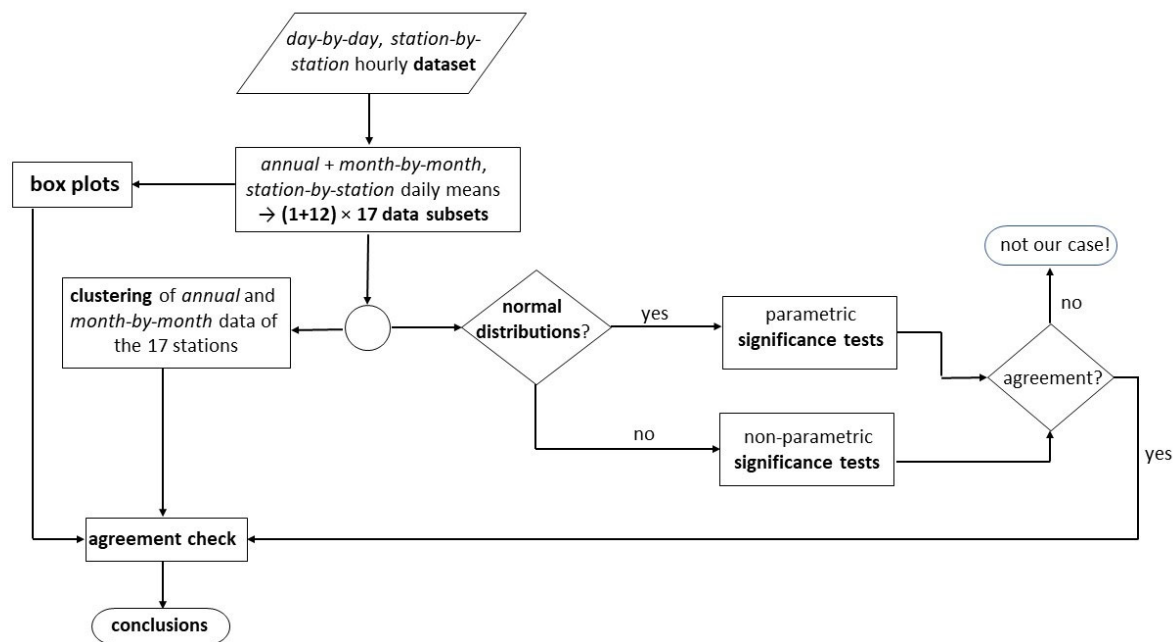 day-by-day, station-by-
station hourly dataset
annual + month-by-month,
station-by-station daily means
→ (1+12) × 17 data subsets
box plots
not our case!
clustering of annual and
month-by-month data of
the 17 stations
normal
distributions?
yes
parametric
significance tests
no
agreement?
no
non-parametric
significance tests
yes
agreement check
conclusions